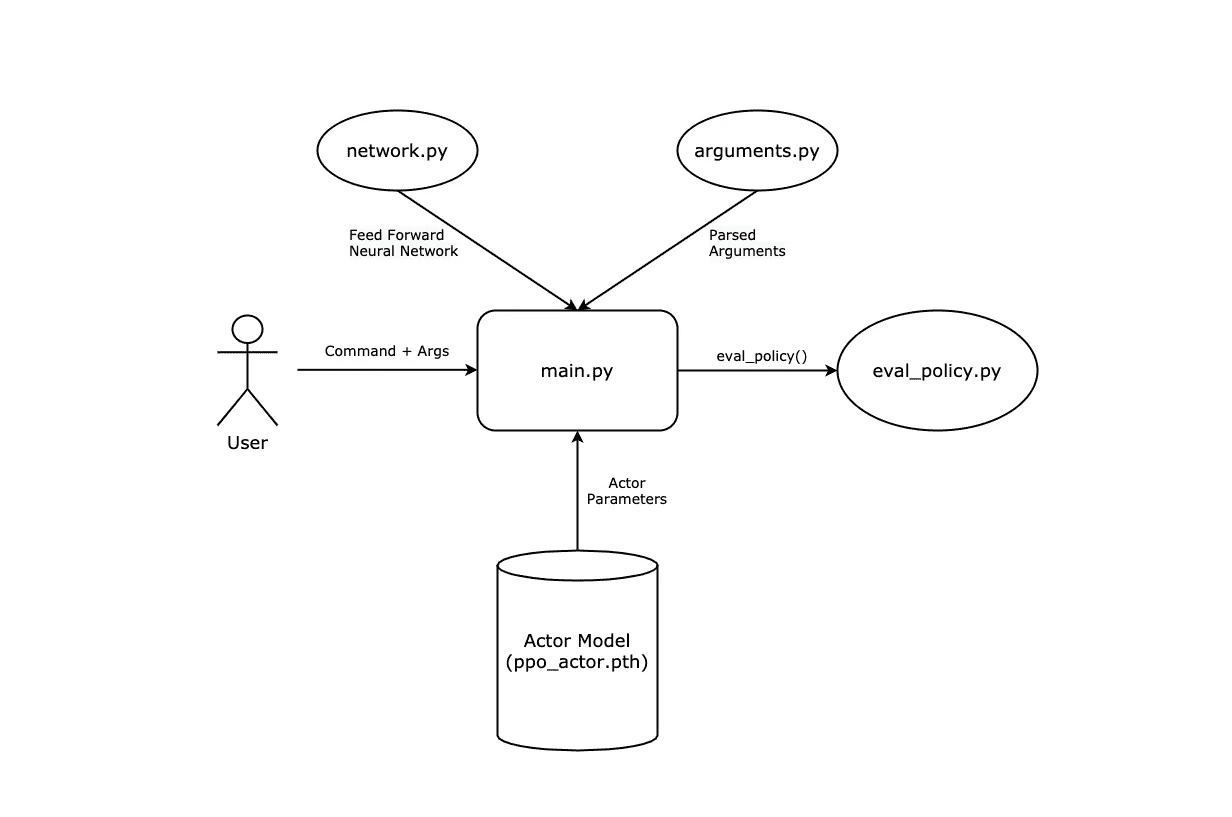 network.py
arguments.py
Feed Forward
Neural Network
Parsed
Arguments
Command + Args
main.py
eval_policy()
eval_policy.py
User
Actor
Parameters
Actor Model
(ppo_actor.pth)